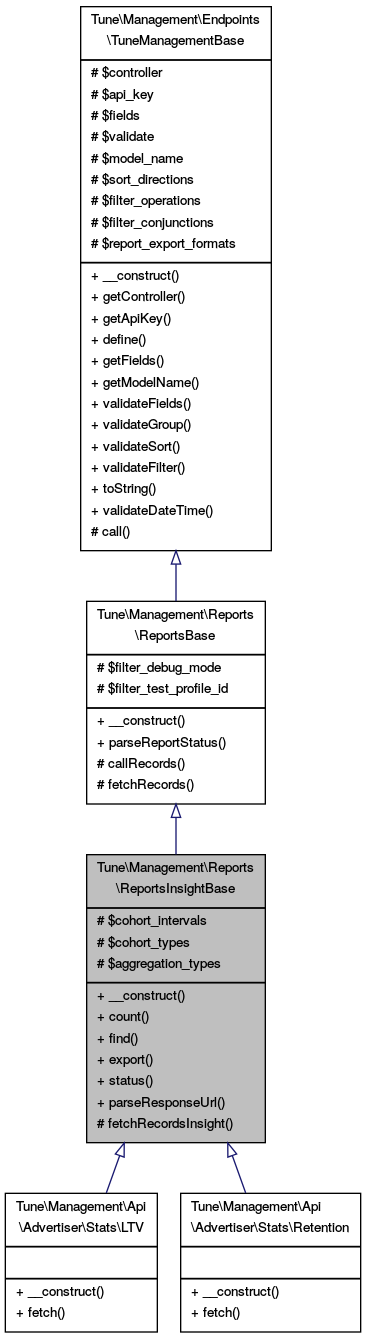 Tune\Management\Endpoints
\TuneManagementBase
# $controller
# $api_key
# $fields
# $validate
# $model_name
# $sort_directions
# $filter_operations
# $filter_conjunctions
# $report_export_formats
+ __construct()
+ getController()
+ getApiKey()
+ define()
+ getFields()
+ getModelName()
+ validateFields()
+ validateGroup()
+ validateSort()
+ validateFilter()
+ toString()
+ validateDateTime()
# call()
Tune\Management\Reports
\ReportsBase
# $filter_debug_mode
# $filter_test_profile_id
+ __construct()
+ parseReportStatus()
# callRecords()
# fetchRecords()
Tune\Management\Reports
\ReportsInsightBase
# $cohort_intervals
# $cohort_types
# $aggregation_types
+ __construct()
+ count()
+ find()
+ export()
+ status()
+ parseResponseUrl()
# fetchRecordsInsight()
Tune\Management\Api
\Advertiser\Stats\LTV
+ __construct()
+ fetch()
Tune\Management\Api
\Advertiser\Stats\Retention
+ __construct()
+ fetch()